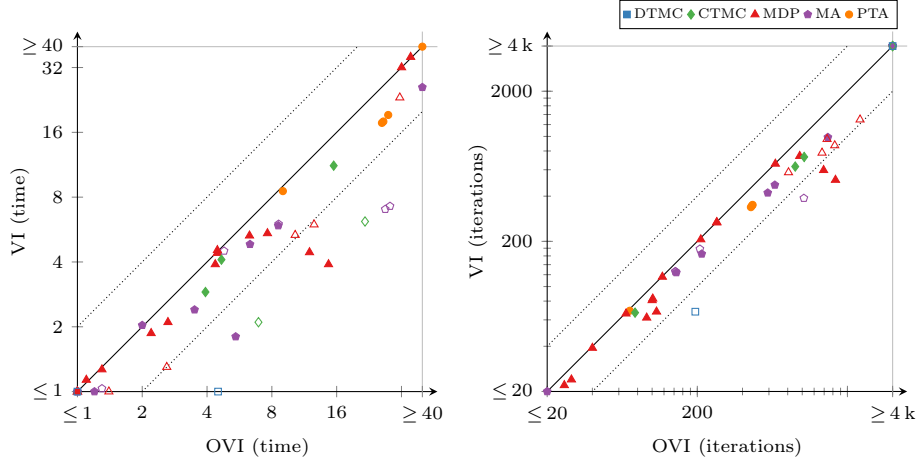 DTMC CTMC MDP MA PTA
≥ 40
32
16
8
4
2
≤ 1
VI (time)
≤ 1 2 4 8 16 ≥ 40
OVI (time)
≥ 4 k
2000
200
≤ 20
VI (iterations)
≤ 20 200 ≥ 4 k
OVI (iterations)